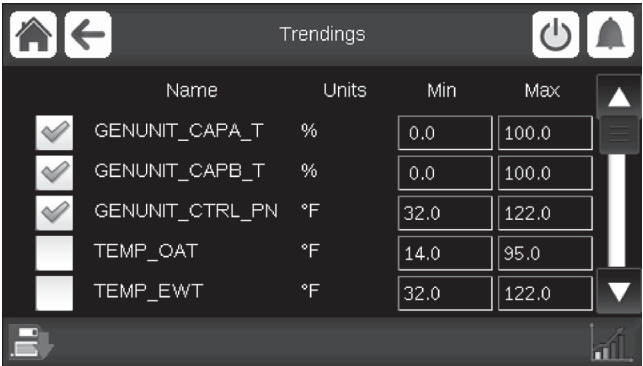 Trendings
Name Units Min Max
GENUNIT_CAPA_T % 0.0 100.0
GENUNIT_CAPB_T % 0.0 100.0
GENUNIT_CTRL_PN °F 32.0 122.0
TEMP_OAT °F 14.0 95.0
TEMP_EWT °F 32.0 122.0